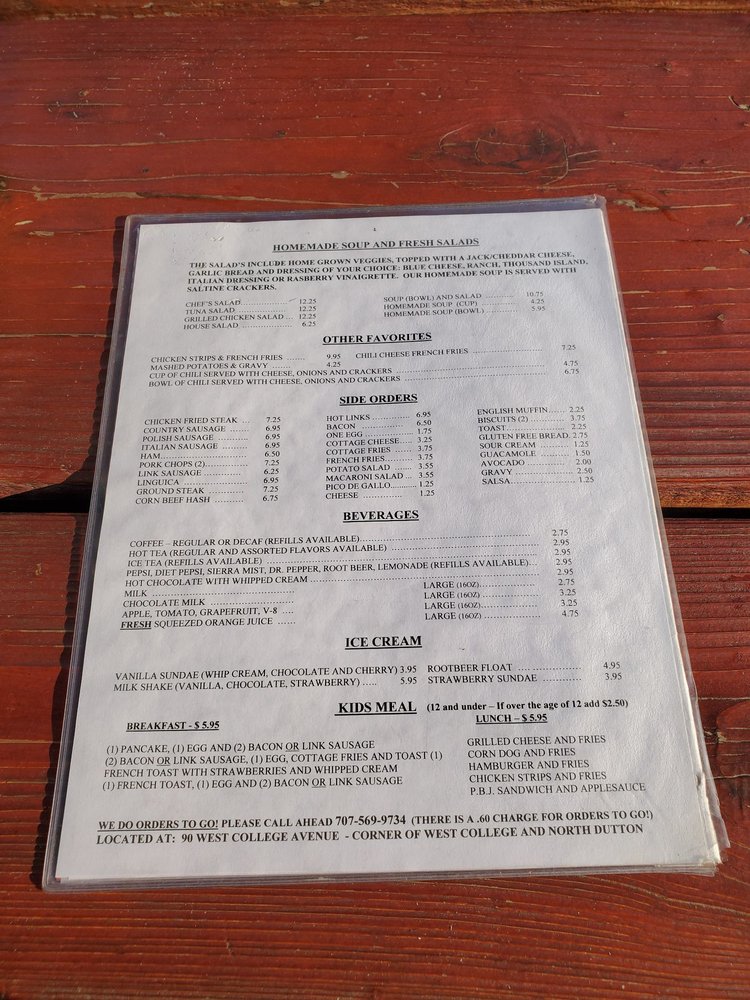 HOMEMADE SOUP AND FRESH SALADS
THE SALAD'S INCLUDE HOME GROWN VEGGIES, TOPPED WITH A JACK/CHEDDAR CHEESE,
GARLIC BREAD AND DRESSING OF YOUR CHOICE: BLUE CHEESE, RANCH, THOUSAND ISLAND,
ITALIAN DRESSING OR RASBERRY VINAIGRETTE. OUR HOMEMADE SOUP IS SERVED WITH
SALTINE CRACKERS.
CHEF'S SALAD.............. 12.25
TUNA SALAD ............... 12.25
GRILLED CHICKEN SALAD ... 12.25
HOUSE SALAD .................. 6.25
SOUP (BOWL) AND SALAD ............ 10.75
HOMEMADE SOUP (CUP) ............ 4.25
HOMEMADE SOUP (BOWL) ............ 5.95
OTHER FAVORITES
CHICKEN STRIPS & FRENCH FRIES ....... 9.95
MASHED POTATOES & GRAVY ....... 4.25
CHILI CHEESE FRENCH FRIES ............ 7.25
CUP OF CHILI SERVED WITH CHEESE, ONIONS AND CRACKERS ............ 4.75
BOWL OF CHILI SERVED WITH CHEESE, ONIONS AND CRACKERS ............ 6.75
SIDE ORDERS
CHICKEN FRIED STEAK ... 7.25
COUNTRY SAUSAGE ....... 6.95
POLISH SAUSAGE ........... 6.95
ITALIAN SAUSAGE .......... 6.95
HAM............................ 6.50
PORK CHOPS (2)............... 7.25
LINK SAUSAGE ............... 6.25
LINGUICA .................... 6.95
GROUND STEAK ............ 7.25
CORN BEEF HASH .......... 6.75
HOT LINKS ............. 6.95
BACON ................. 6.50
ONE EGG ............... 1.75
COTTAGE CHEESE..... 3.25
COTTAGE FRIES ...... 3.75
FRENCH FRIES......... 3.75
POTATO SALAD ....... 3.55
MACARONI SALAD ... 3.55
PICO DE GALLO......... 1.25
CHEESE ................. 1.25
ENGLISH MUFFIN...... 2.25
BISCUITS (2) ............. 3.75
TOAST..................... 2.25
GLUTEN FREE BREAD. 2.75
SOUR CREAM ........... 1.25
GUACAMOLE ........... 1.50
AVOCADO ............... 2.00
GRAVY .................... 2.50
SALSA...................... 1.25
BEVERAGES
COFFEE – REGULAR OR DECAF (REFILLS AVAILABLE)............ 2.75
HOT TEA (REGULAR AND ASSORTED FLAVORS AVAILABLE) ............ 2.95
ICE TEA (REFILLS AVAILABLE) ............ 2.95
PEPSI, DIET PEPSI, SIERRA MIST, DR. PEPPER, ROOT BEER, LEMONADE (REFILLS AVAILABLE)... 2.95
HOT CHOCOLATE WITH WHIPPED CREAM ............ 2.95
MILK ............ LARGE (16OZ)............ 2.75
CHOCOLATE MILK ............ LARGE (16OZ)............ 3.25
APPLE, TOMATO, GRAPEFRUIT, V-8 .... LARGE (16OZ)............ 3.25
FRESH SQUEEZED ORANGE JUICE ...... LARGE (16OZ) ............ 4.75
ICE CREAM
VANILLA SUNDAE (WHIP CREAM, CHOCOLATE AND CHERRY) 3.95 ROOTBEER FLOAT ................... 4.95
MILK SHAKE (VANILLA, CHOCOLATE, STRAWBERRY) ..... 5.95 STRAWBERRY SUNDAE ............. 3.95
KIDS MEAL (12 and under – If over the age of 12 add $2.50)
BREAKFAST - $ 5.95
(1) PANCAKE, (1) EGG AND (2) BACON OR LINK SAUSAGE
(2) BACON OR LINK SAUSAGE, (1) EGG, COTTAGE FRIES AND TOAST (1)
FRENCH TOAST WITH STRAWBERRIES AND WHIPPED CREAM
(1) FRENCH TOAST, (1) EGG AND (2) BACON OR LINK SAUSAGE
LUNCH – $ 5.95
GRILLED CHEESE AND FRIES
CORN DOG AND FRIES
HAMBURGER AND FRIES
CHICKEN STRIPS AND FRIES
P.B.J. SANDWICH AND APPLESAUCE
WE DO ORDERS TO GO! PLEASE CALL AHEAD 707-569-9734 (THERE IS A .60 CHARGE FOR ORDERS TO GO!)
LOCATED AT: 90 WEST COLLEGE AVENUE - CORNER OF WEST COLLEGE AND NORTH DUTTON